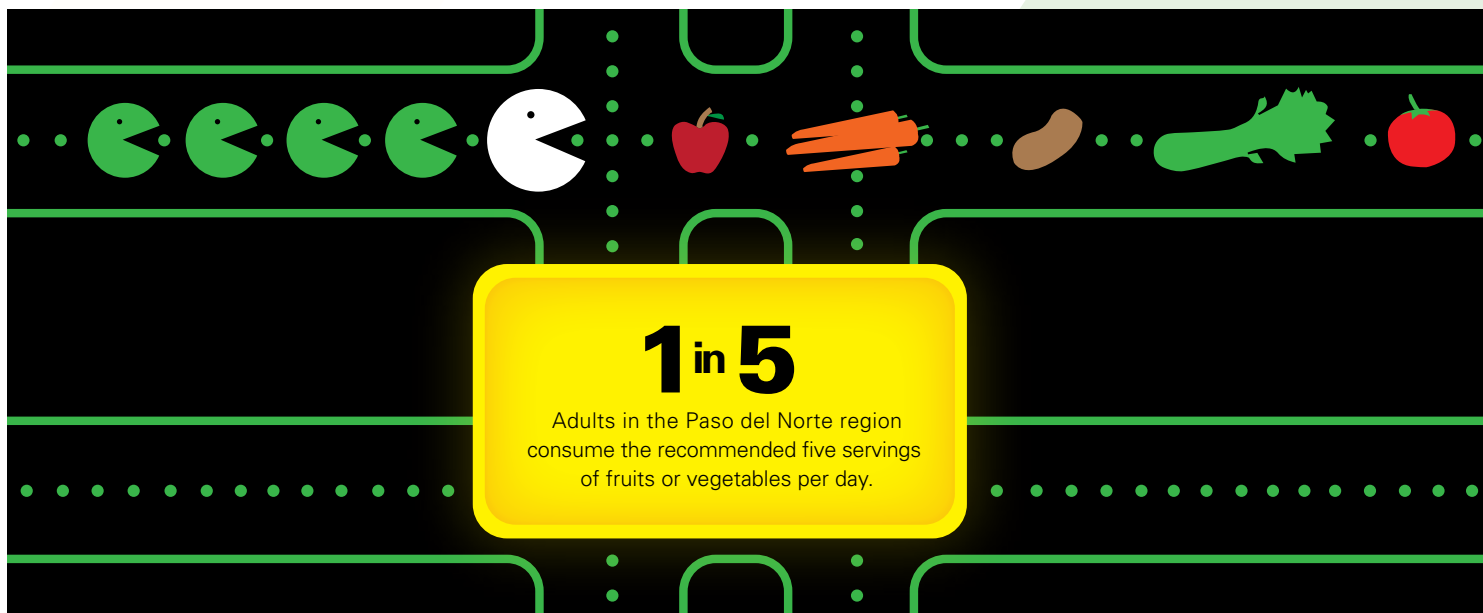 1 in 5
Adults in the Paso del Norte region
consume the recommended five servings
of fruits or vegetables per day.